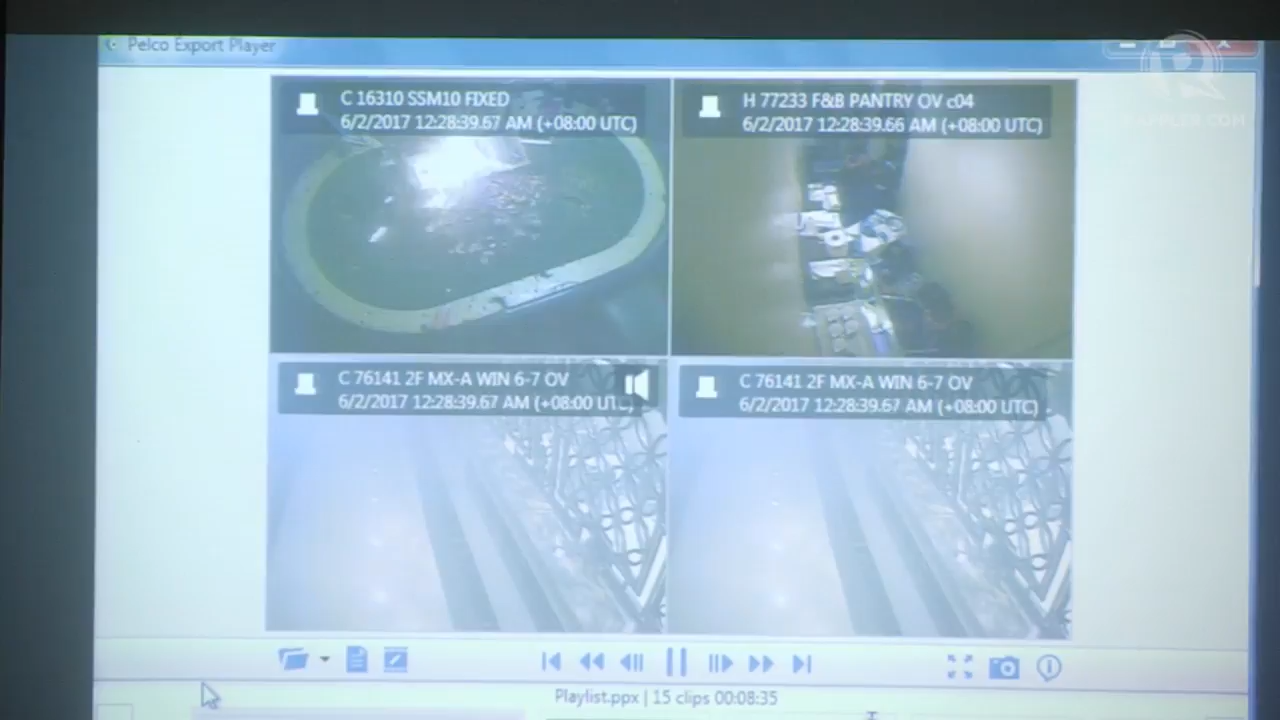 Pelco Export Player
C 16310 SSM10 FIXED
6/2/2017 12:28:39.67 AM (+08:00 UTC)
H 77233 F&B PANTRY OV c04
6/2/2017 12:28:39.66 AM (+08:00 UTC)
C 76141 2F MX-A WIN 6-7 OV
6/2/2017 12:28:39.67 AM (+08:00 UTC)
C 76141 2F MX-A WIN 6-7 OV
6/2/2017 12:28:39.67 AM (+08:00 UTC)
Playlist.ppx | 15 clips 00:08:35